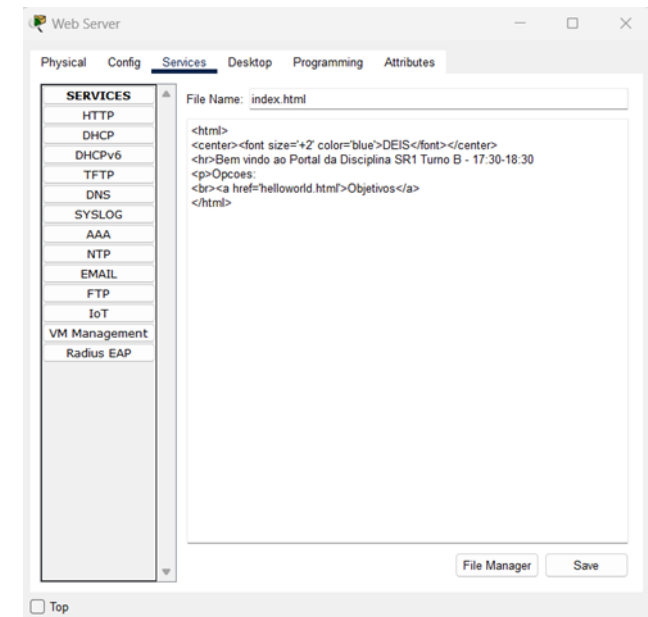 Web Server
Physical Config Services Desktop Programming Attributes
SERVICES
HTTP
DHCP
DHCPv6
TFTP
DNS
SYSLOG
AAA
NTP
EMAIL
FTP
IoT
VM Management
Radius EAP
File Name: index.html
<html>
<center><font size='+2' color='blue'>DEIS</font></center>
<hr>Bem vindo ao Portal da Disciplina SR1 Turno B - 17:30-18:30
<p>Opcoes:
<br><a href='helloworld.html'>Objetivos</a>
</html>
File Manager Save
Top